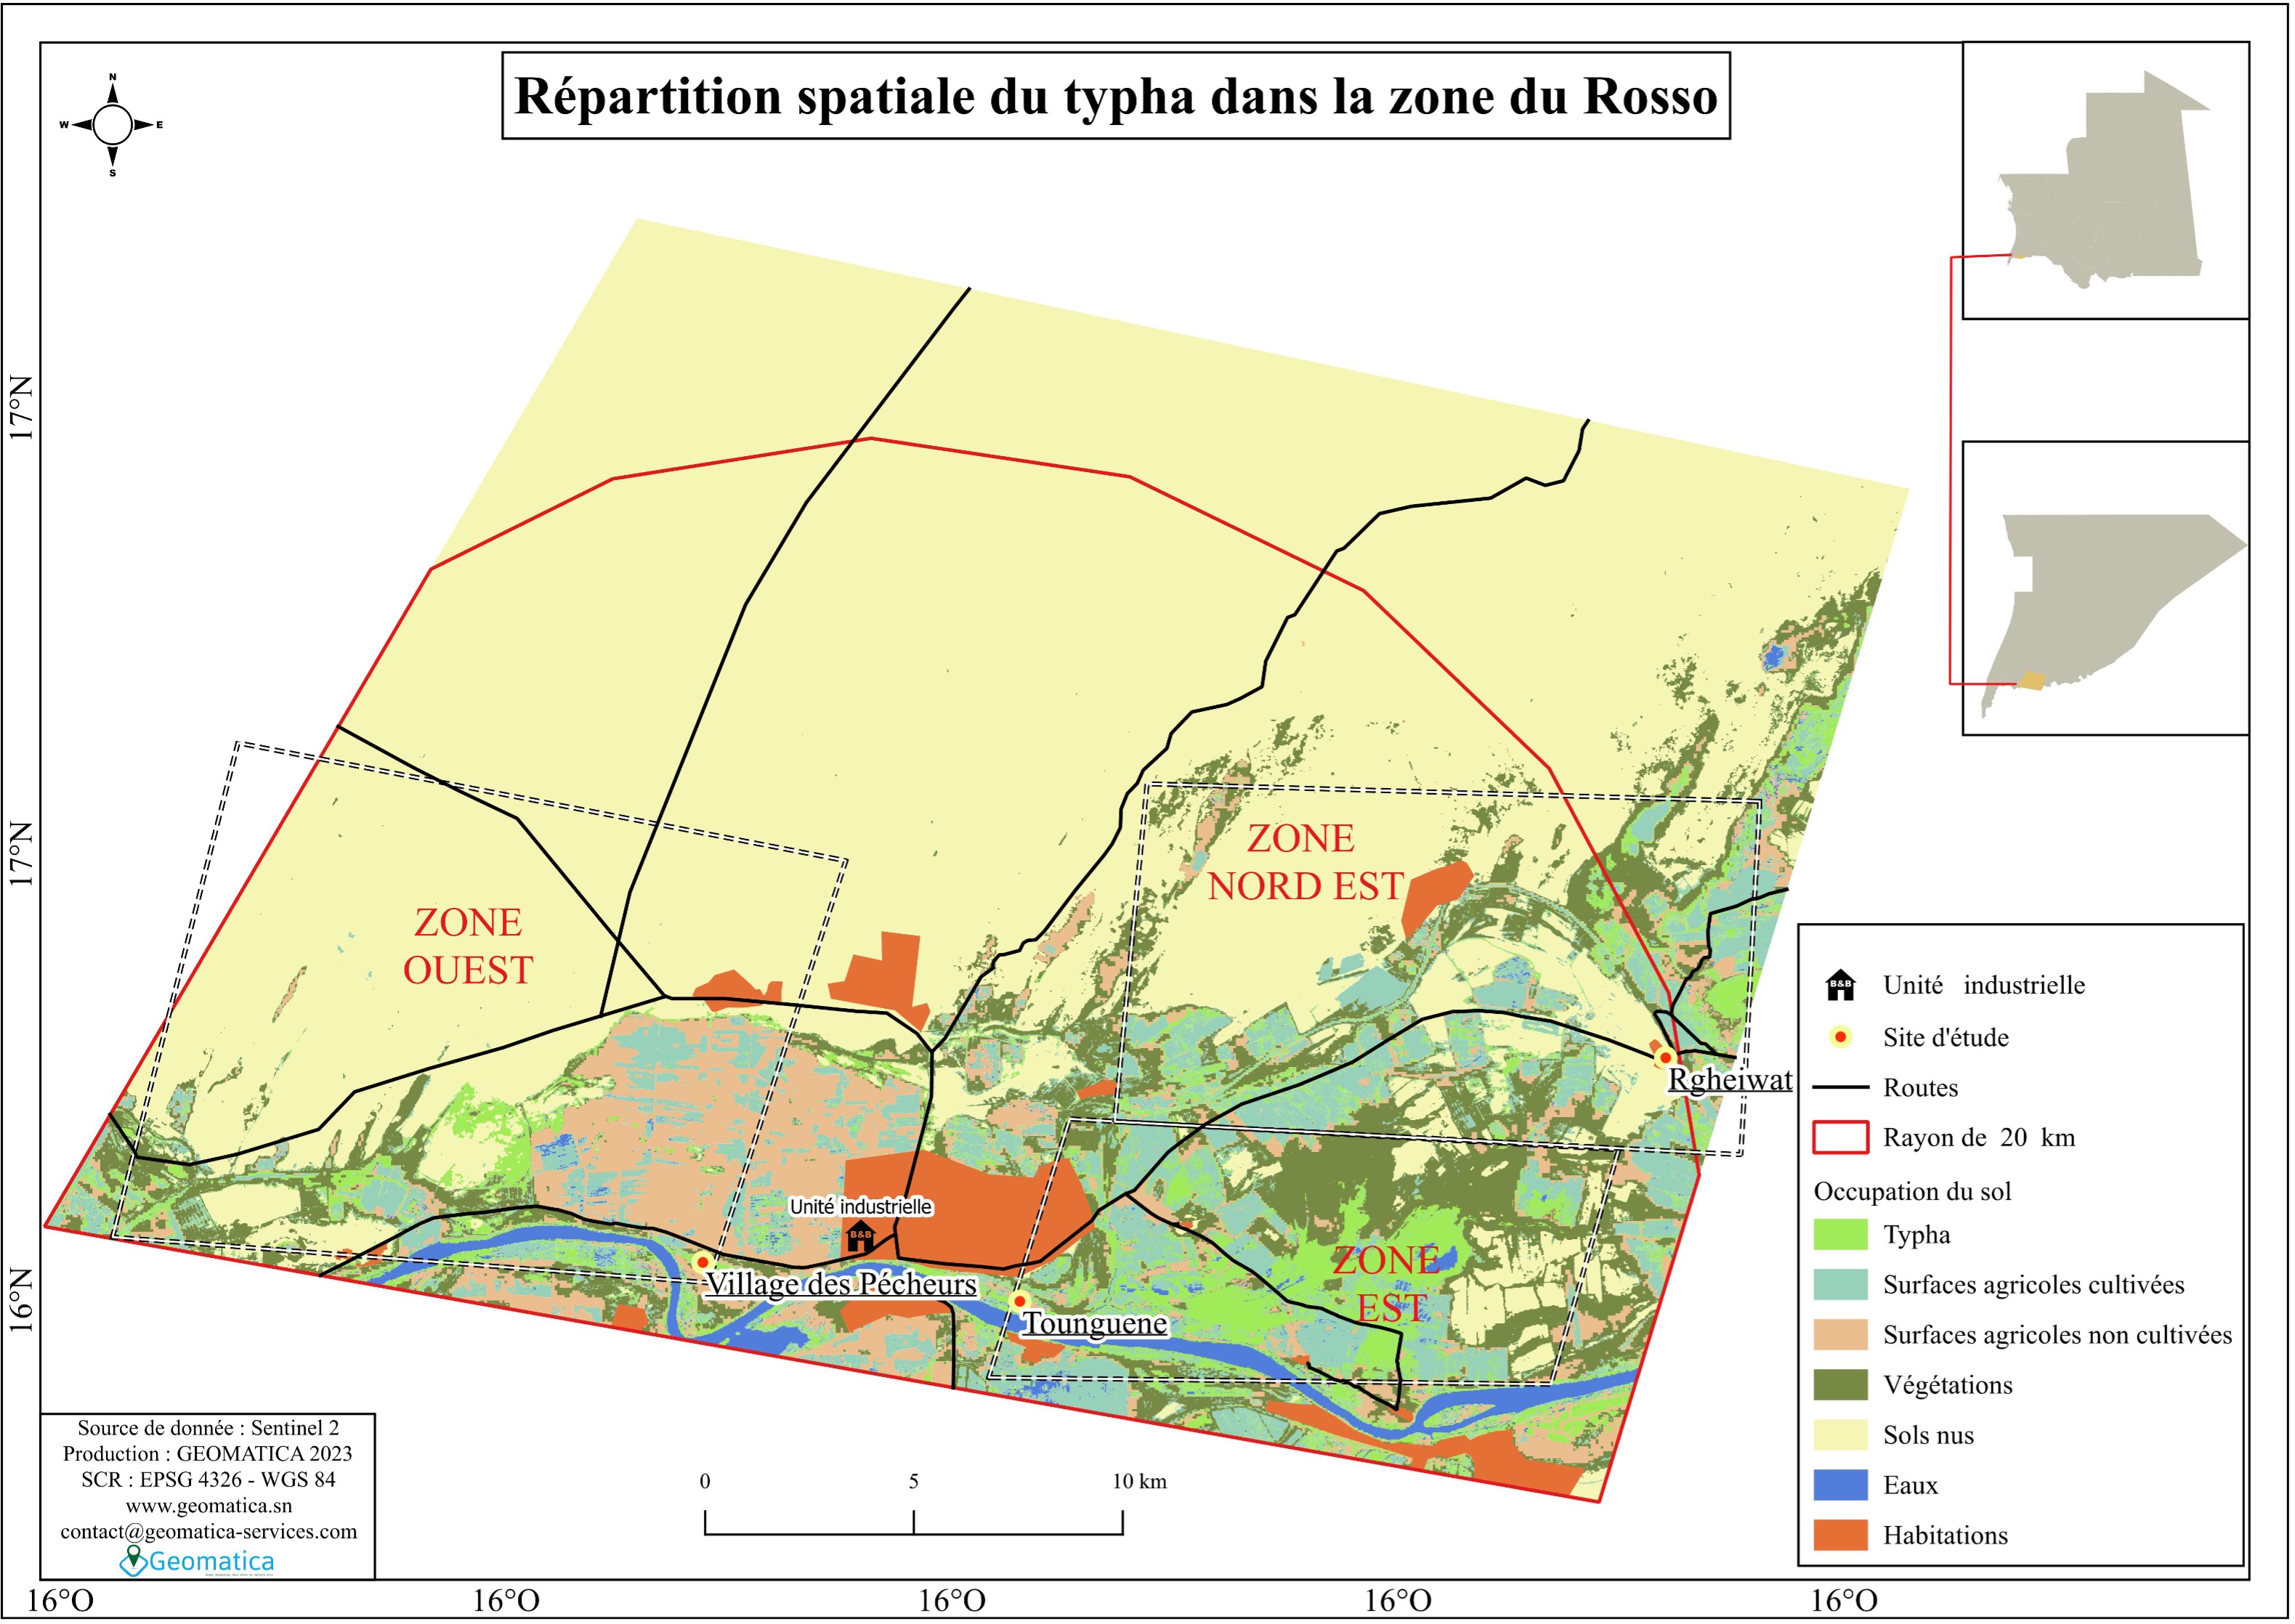 Répartition spatiale du typha dans la zone du Rosso
N
W
E
S
17°N
17°N
16°N
ZONE
OUEST
ZONE
NORD EST
ZONE
EST
Rgheiwat
Unité industrielle
B&B
Village des Pécheurs
Tounguene
B&B
Unité industrielle
Site d'étude
Routes
Rayon de 20 km
Occupation du sol
Typha
Surfaces agricoles cultivées
Surfaces agricoles non cultivées
Végétations
Sols nus
Eaux
Habitations
Source de donnée : Sentinel 2
Production : GEOMATICA 2023
SCR : EPSG 4326 - WGS 84
www.geomatica.sn
contact@geomatica-services.com
Geomatica
0 5 10 km
16°O 16°O 16°O 16°O 16°O